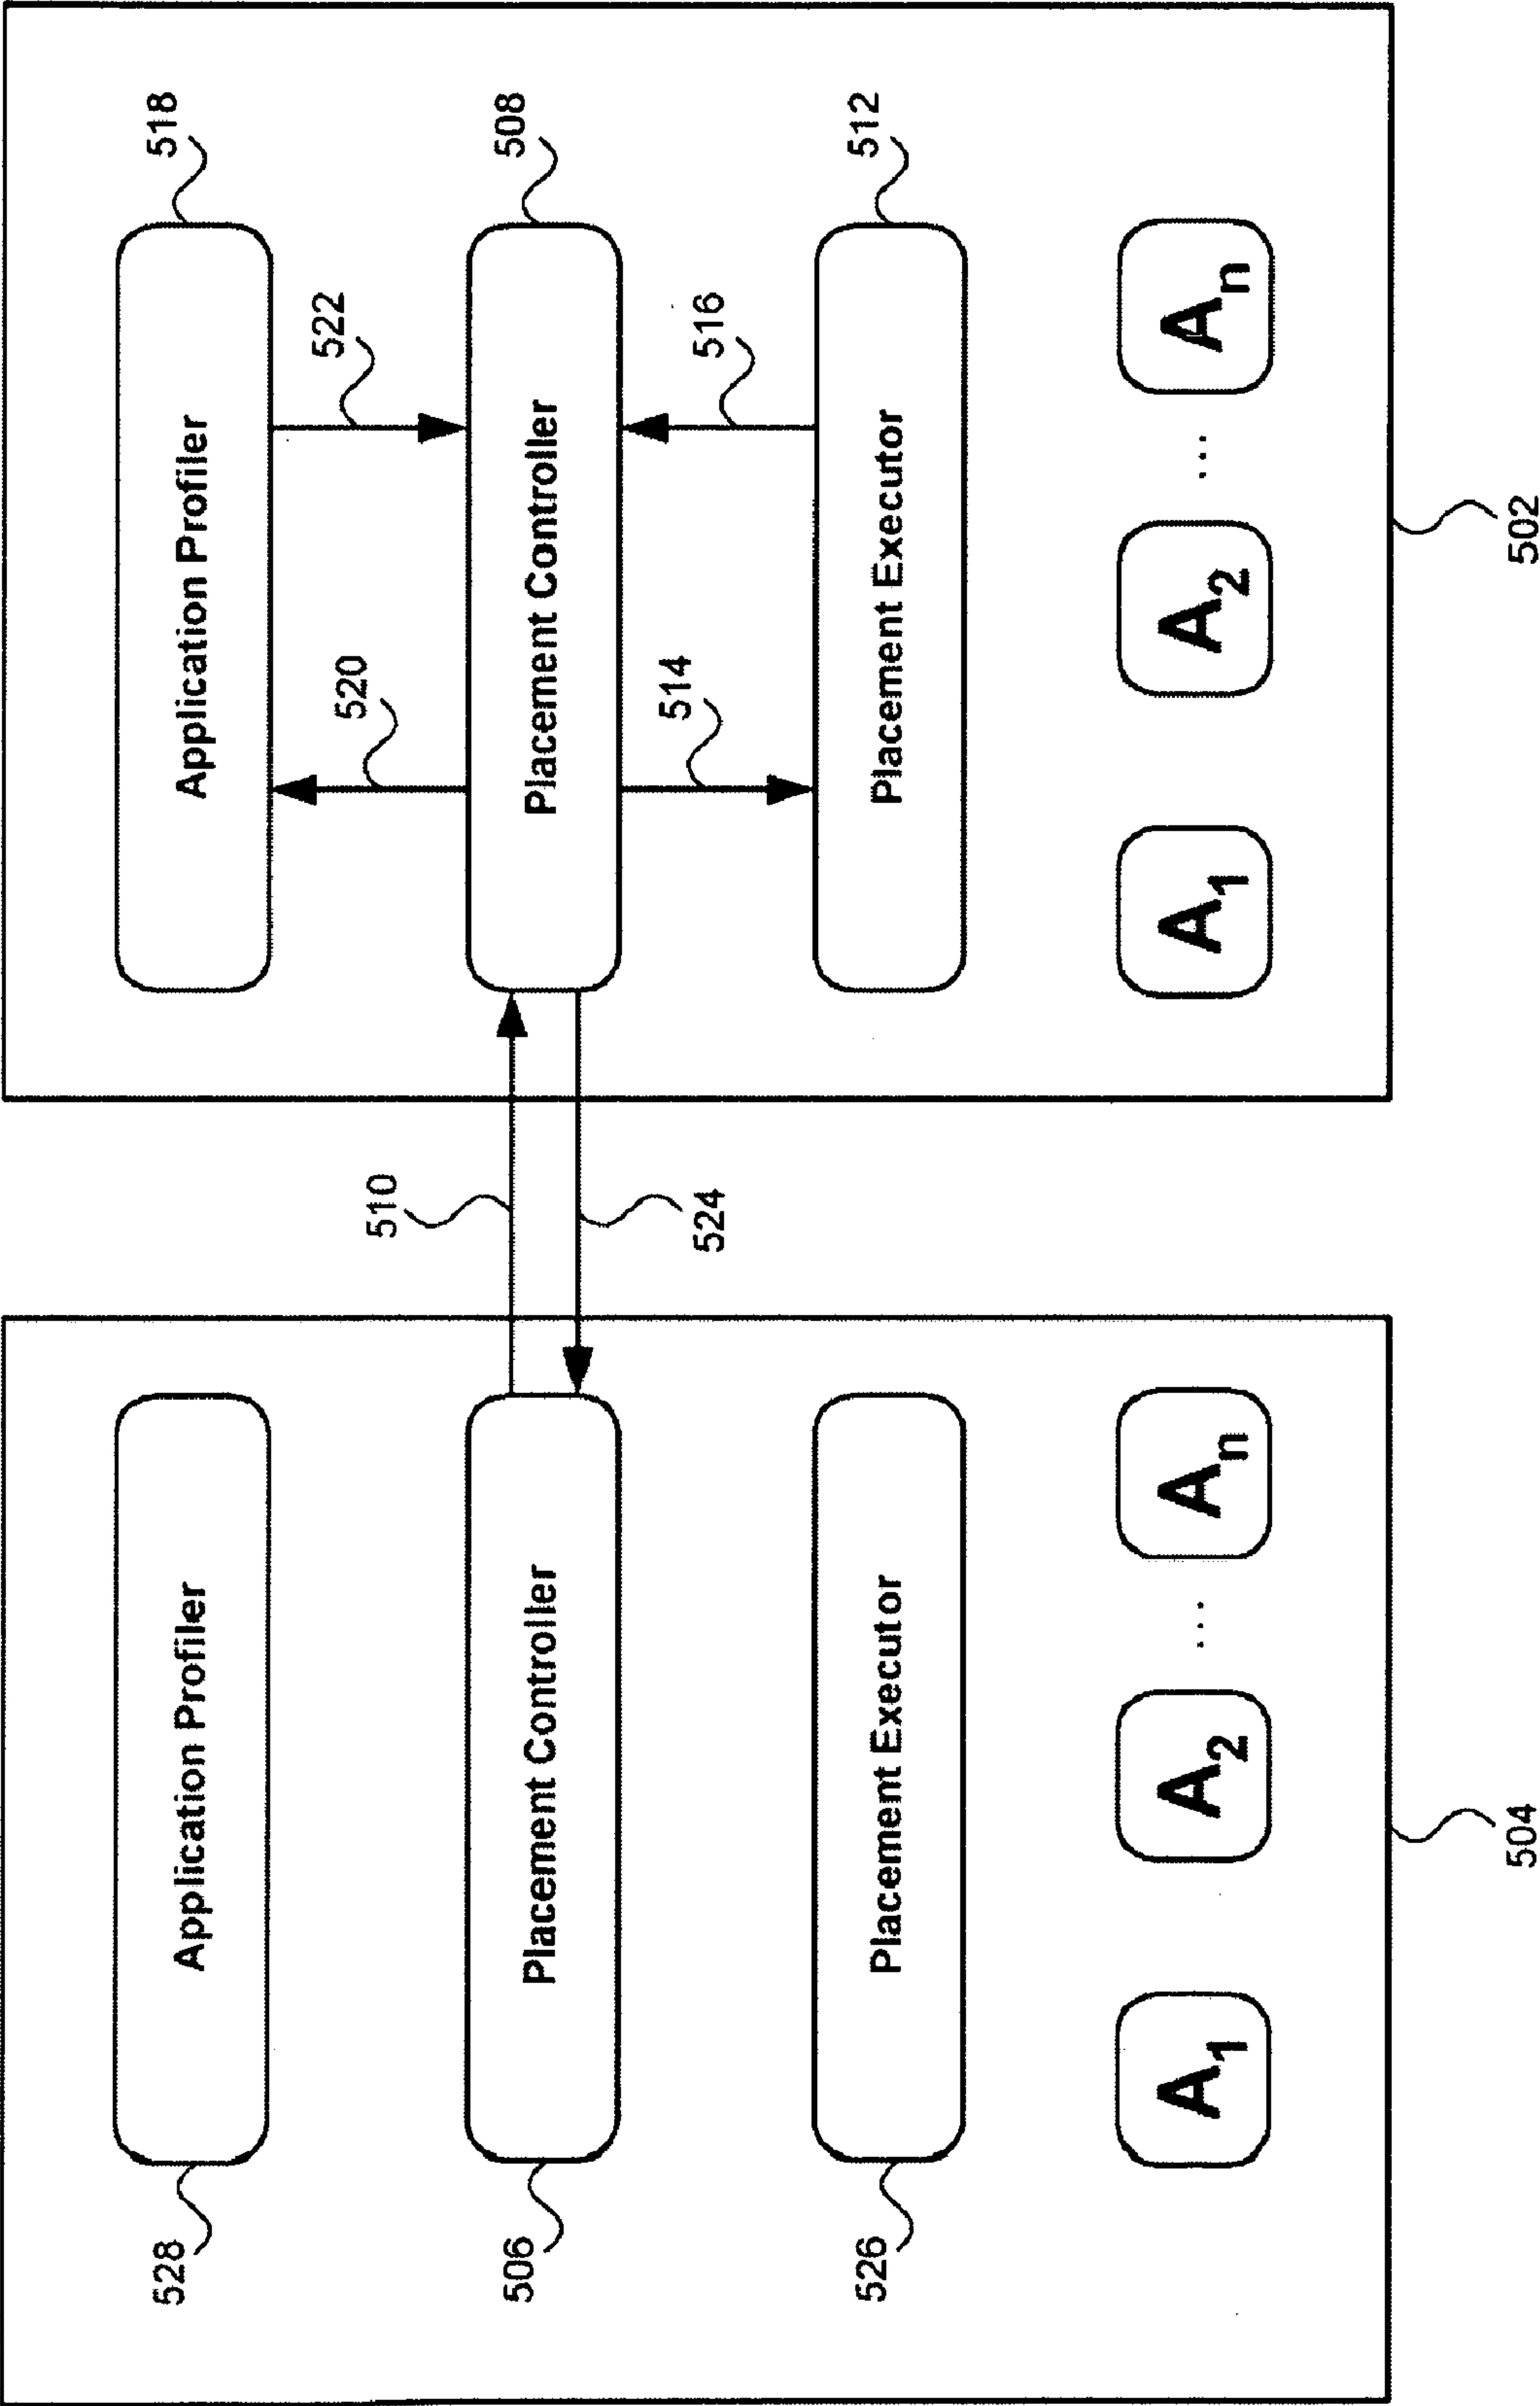 528
Application Profiler
506
Placement Controller
526
Placement Executor
A1
A2
...
An
504
510
524
518
Application Profiler
520
522
508
Placement Controller
514
516
512
Placement Executor
A1
A2
...
An
502